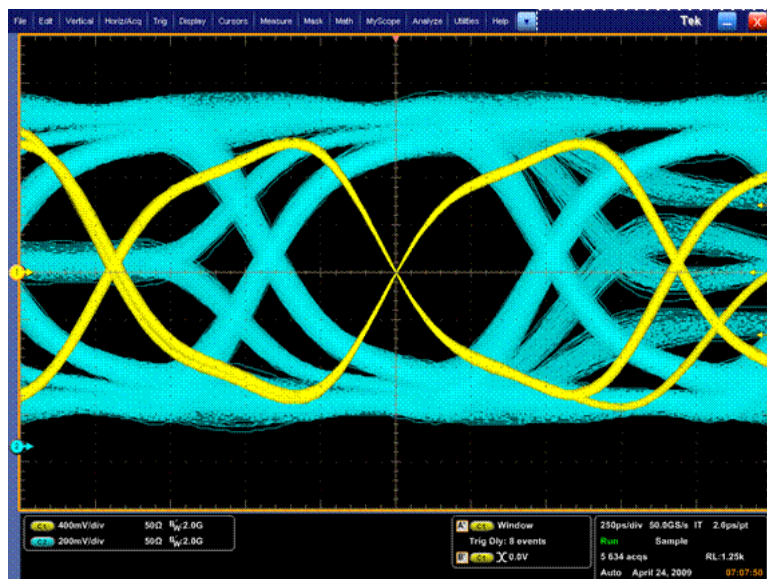 File Edit Vertical Horiz/Acq Trig Display Cursors Measure Mask Math MyScope Analyze Utilities Help Tek X
1
2
C1 400mV/div 50Ω BW:2.0G
C2 200mV/div 50Ω BW:2.0G
A' C1 Window
Trig Dly: 8 events
B' C1 0.0V
250ps/div 50.0GS/s IT 2.0ps/pt
Run Sample
5 634 acqs RL:1.25k
Auto April 24, 2009 07:07:50